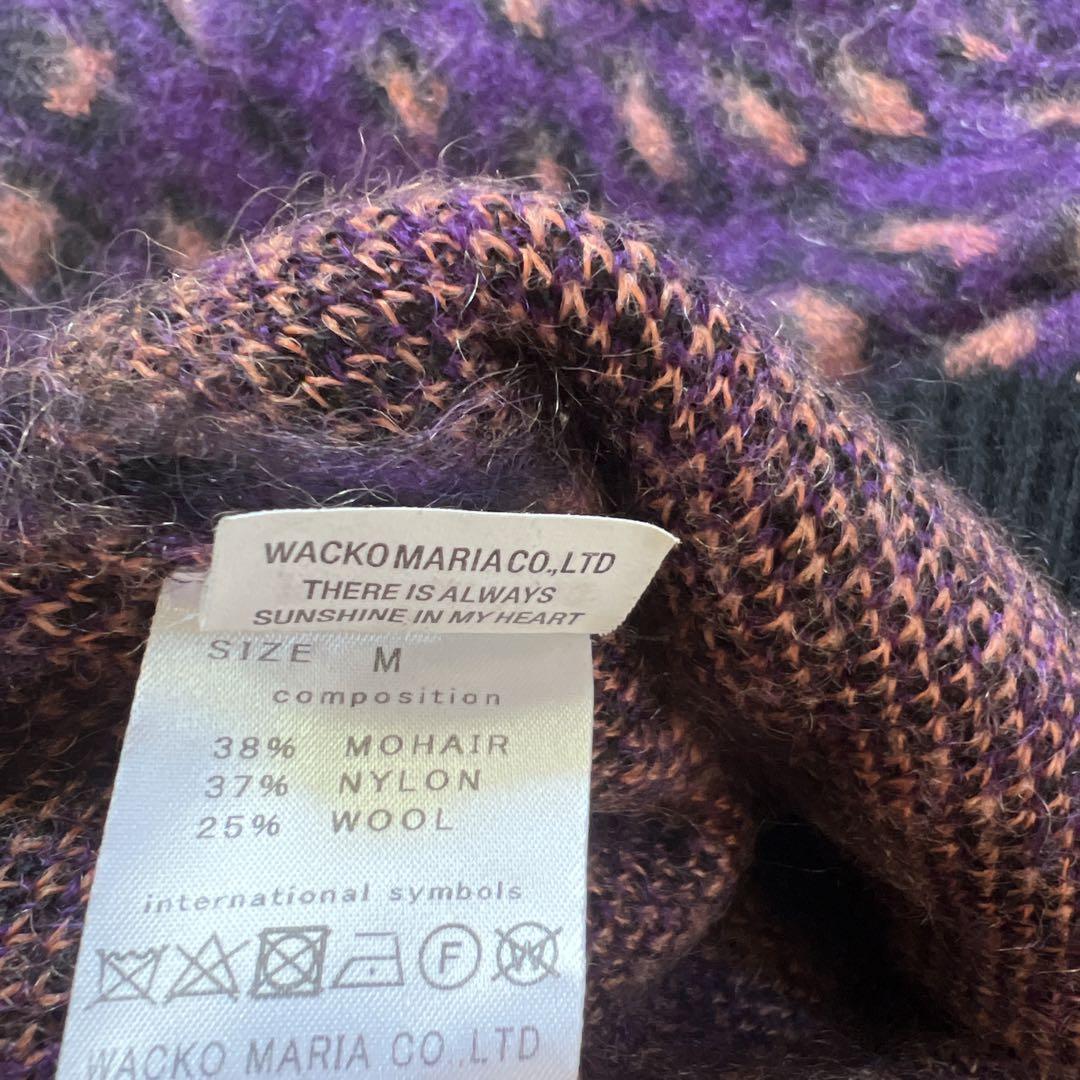 WACKO MARIA CO.,LTD
THERE IS ALWAYS
SUNSHINE IN MY HEART
SIZE M
composition
38% MOHAIR
37% NYLON
25% WOOL
international symbols
F W
WACKO MARIA CO.,LTD